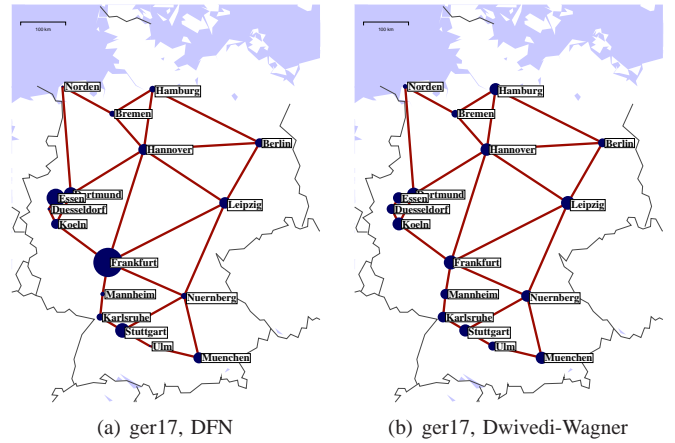 100 km
Norden
Hamburg
Bremen
Hannover
Berlin
Dortmund
Essen
Duesseldorf
Leipzig
Koeln
Frankfurt
Mannheim
Nuernberg
Karlsruhe
Stuttgart
Ulm
Muenchen
(a) ger17, DFN
100 km
Norden
Hamburg
Bremen
Hannover
Berlin
Dortmund
Essen
Duesseldorf
Leipzig
Koeln
Frankfurt
Mannheim
Nuernberg
Karlsruhe
Stuttgart
Ulm
Muenchen
(b) ger17, Dwivedi-Wagner